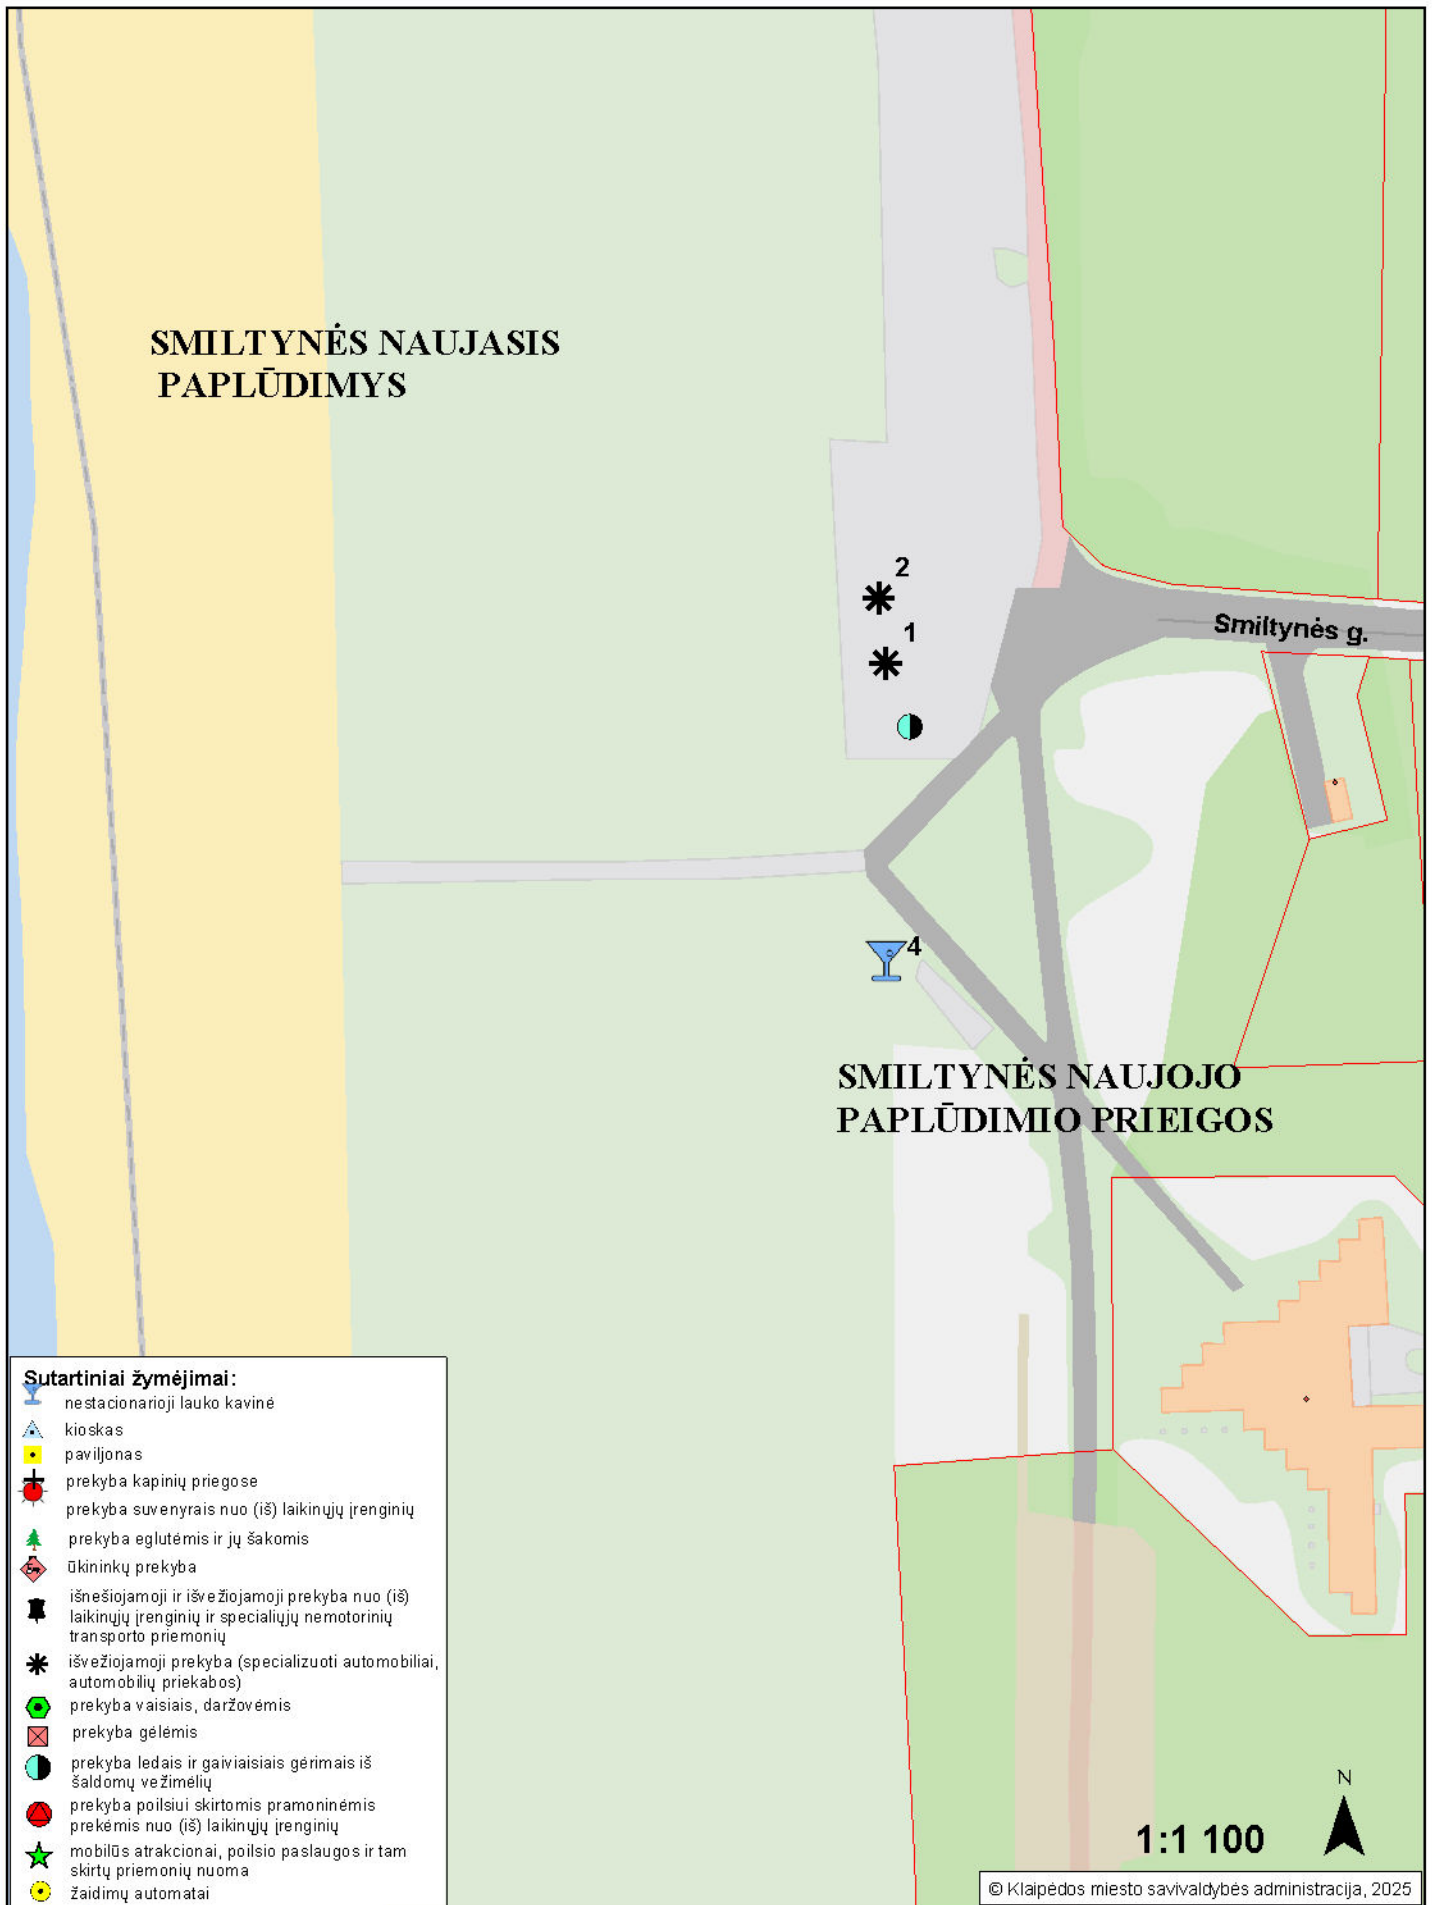 SMILTYNĖS NAUJASIS
PAPLŪDIMYS
2
1
Smiltynės g.
4
SMILTYNĖS NAUJOJO
PAPLŪDIMIO PRIEIGOS
Sutartiniai žymėjimai:
nestacionarioji lauko kavinė
kioskas
paviljonas
prekyba kapinių priegose
prekyba suvenyrais nuo (iš) laikinųjų įrenginių
prekyba eglutėmis ir jų šakomis
ūkininkų prekyba
išnešiojamoji ir išvežiojamoji prekyba nuo (iš)
laikinųjų įrenginių ir specialiųjų nemotorinių
transporto priemonių
išvežiojamoji prekyba (specializuoti automobiliai,
automobilių priekabos)
prekyba vaisiais, daržovėmis
prekyba gėlėmis
prekyba ledais ir gaiviaisiais gėrimais iš
šaldomų vežimėlių
prekyba poilsiui skirtomis pramoninėmis
prekėmis nuo (iš) laikinųjų įrenginių
mobilūs atrakcionai, poilsio paslaugos ir tam
skirtų priemonių nuoma
žaidimų automatai
N
1:1 100
© Klaipėdos miesto savivaldybės administracija, 2025